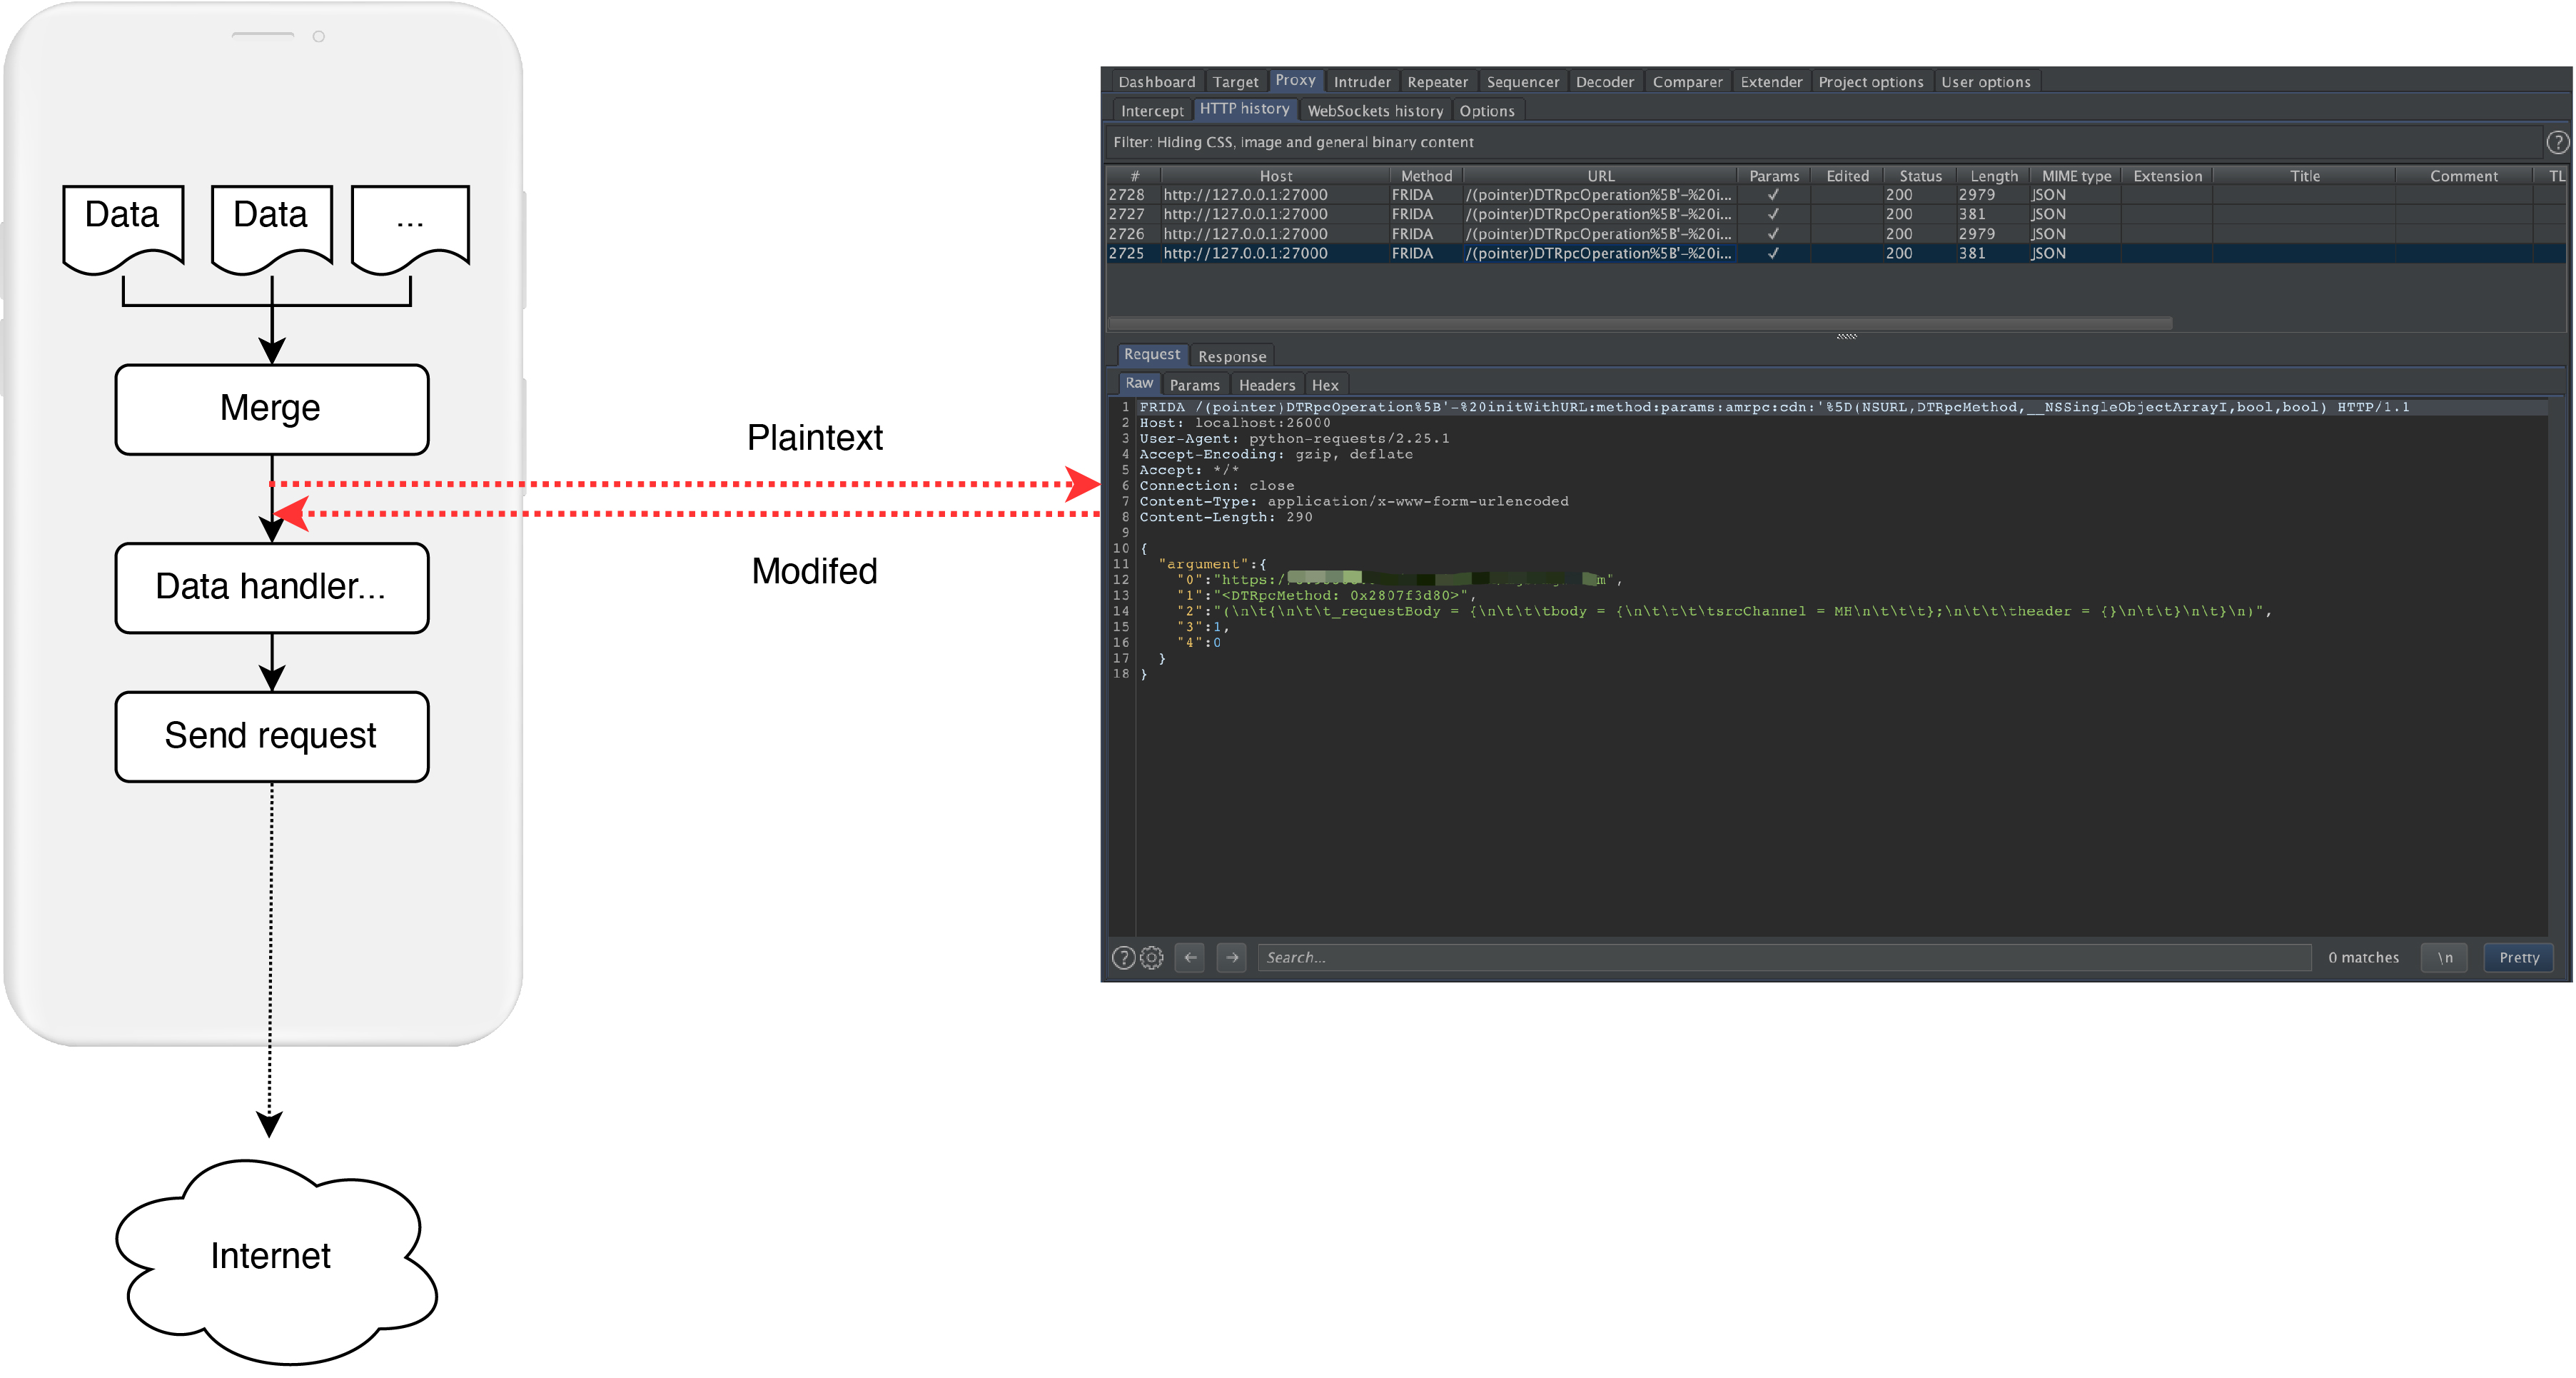 Data
Data
...
Merge
Data handler...
Send request
Internet
Plaintext
Modifed
Dashboard Target Proxy Intruder Repeater Sequencer Decoder Comparer Extender Project options User options
Intercept HTTP history WebSockets history Options
Filter: Hiding CSS, image and general binary content
?
# Host Method URL Params Edited Status Length MIME type Extension Title Comment TL
2728 http://127.0.0.1:27000 FRIDA /(pointer)DTRpcOperation%5B'-%20i... ✓ 200 2979 JSON
2727 http://127.0.0.1:27000 FRIDA /(pointer)DTRpcOperation%5B'-%20i... ✓ 200 381 JSON
2726 http://127.0.0.1:27000 FRIDA /(pointer)DTRpcOperation%5B'-%20i... ✓ 200 2979 JSON
2725 http://127.0.0.1:27000 FRIDA /(pointer)DTRpcOperation%5B'-%20i... ✓ 200 381 JSON
Request Response
Raw Params Headers Hex
1 FRIDA /(pointer)DTRpcOperation%5B'-%20initWithURL:method:params:amrpc:cdn:'%5D(NSURL,DTRpcMethod,__NSSingleObjectArrayI,bool,bool) HTTP/1.1
2 Host: localhost:26000
3 User-Agent: python-requests/2.25.1
4 Accept-Encoding: gzip, deflate
5 Accept: */*
6 Connection: close
7 Content-Type: application/x-www-form-urlencoded
8 Content-Length: 290
9
10 {
11 "argument":{
12 "0":"https:/ m",
13 "1":"<DTRpcMethod: 0x2807f3d80>",
14 "2":"(\n\t{\n\t\t_requestBody = {\n\t\t\tbody = {\n\t\t\t\tsrcChannel = MH\n\t\t\t};\n\t\t\theader = {}\n\t\t}\n\t}\n)",
15 "3":1,
16 "4":0
17 }
18 }
? ← → Search... 0 matches \n Pretty